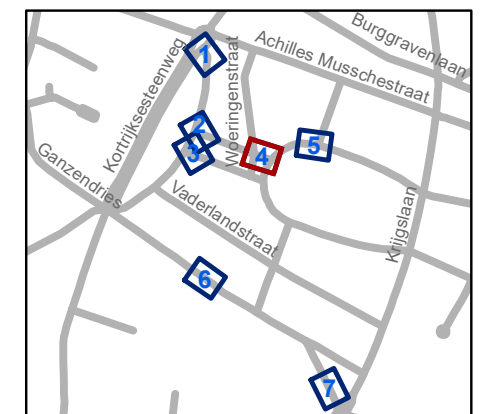 Burggravenlaan
Achilles Musschestraat
Kortrijksesteenweg
Woeringenstraat
1
2
3
4
5
Ganzendries
Vaderlandstraat
Krijgslaan
6
7